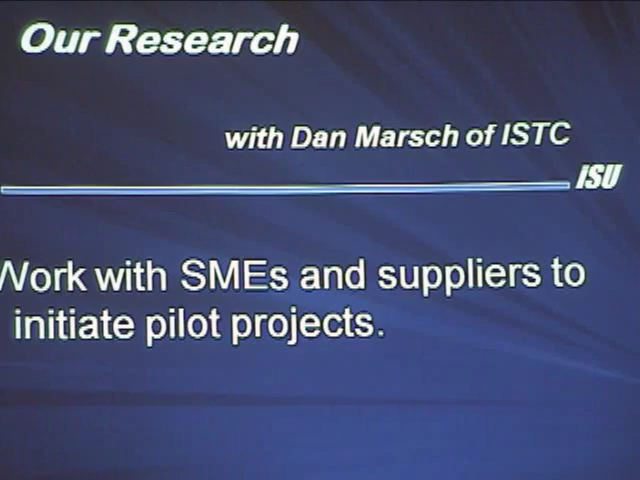 Our Research
with Dan Marsch of ISTC
ISU
Work with SMEs and suppliers to
initiate pilot projects.